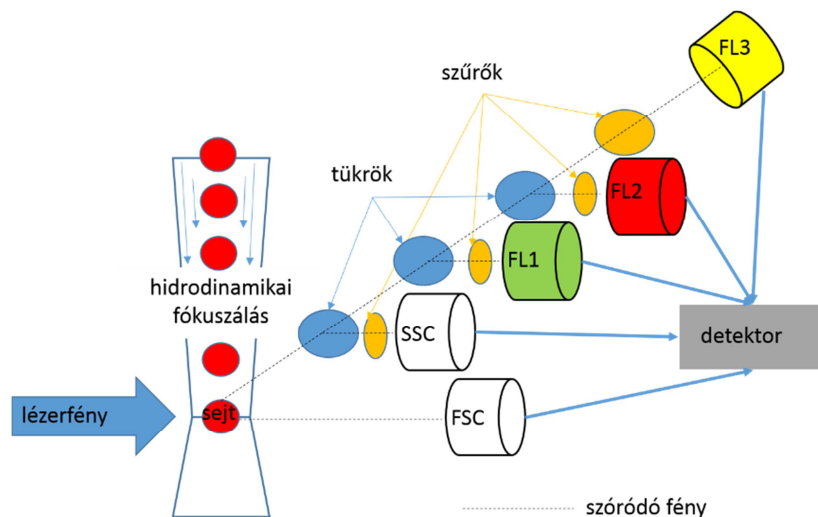 FL3
szűrők
tükrök
FL2
FL1
hidrodinamikai
fókuszálás
SSC
detektor
lézerfény
sejt
FSC
szóródó fény